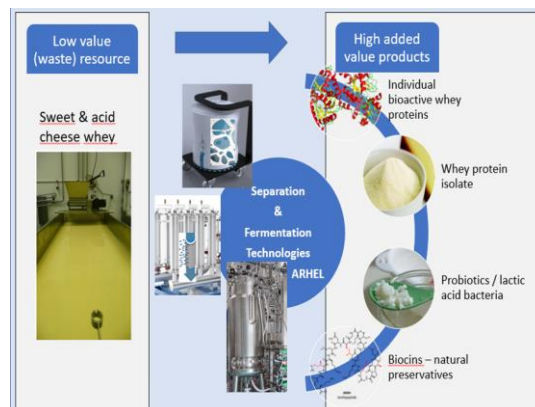 Low value
(waste) resource
Sweet & acid
cheese whey
Separation
&
Fermentation
Technologies
ARHEL
High added
value products
Individual
bioactive whey
proteins
Whey protein
isolate
Probiotics / lactic
acid bacteria
Biocins – natural
preservatives